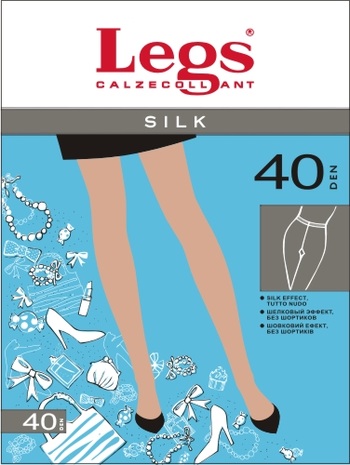 Legs®
CALZECOLLANT
SILK
40 DEN
SILK EFFECT,
TUTTO NUDO
ШЕЛКОВЫЙ ЭФФЕКТ,
БЕЗ ШОРТИКОВ
ШОВКОВИЙ ЕФЕКТ,
БЕЗ ШОРТИКІВ
40 DEN